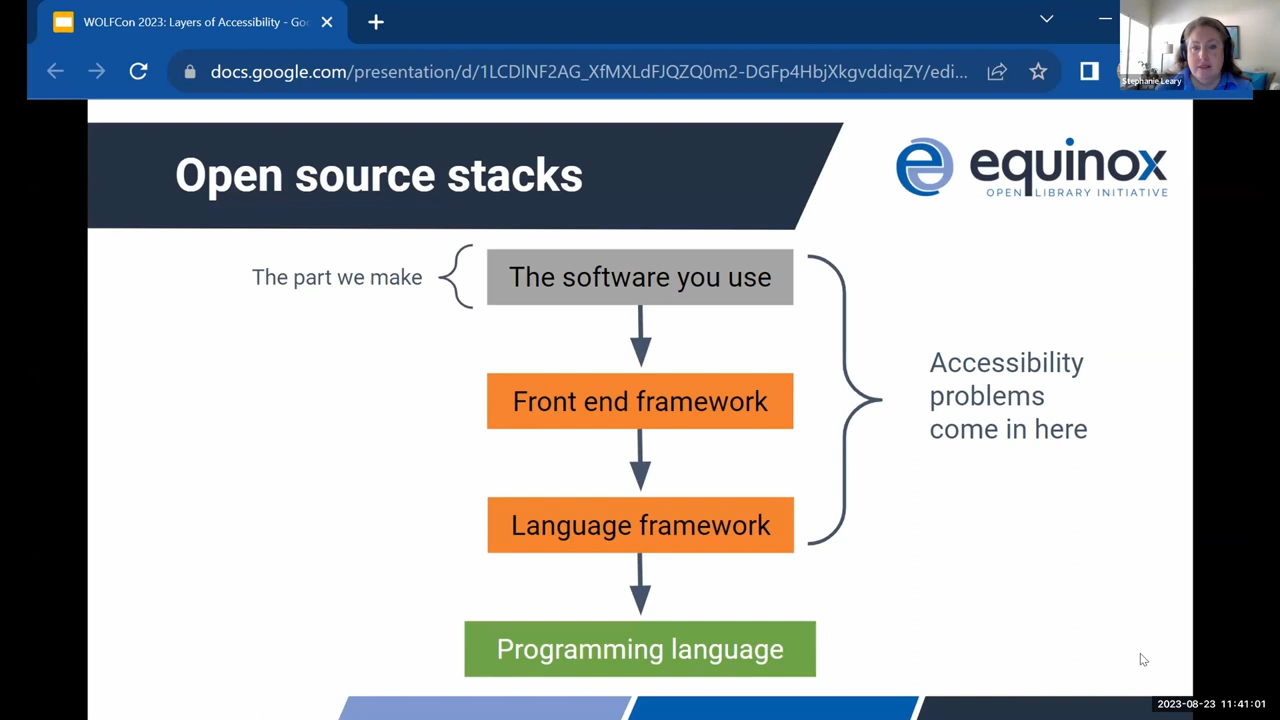 WOLFCon 2023: Layers of Accessibility - Goo
docs.google.com/presentation/d/1LCDlNF2AG_XfMXLdFJQZQ0m2-DGFp4HbjXkgvddiqZY/edi...
Stephanie Leary
Open source stacks
equinox
OPEN LIBRARY INITIATIVE
The part we make
The software you use
Front end framework
Accessibility
problems
come in here
Language framework
Programming language
2023-08-23 11:41:01